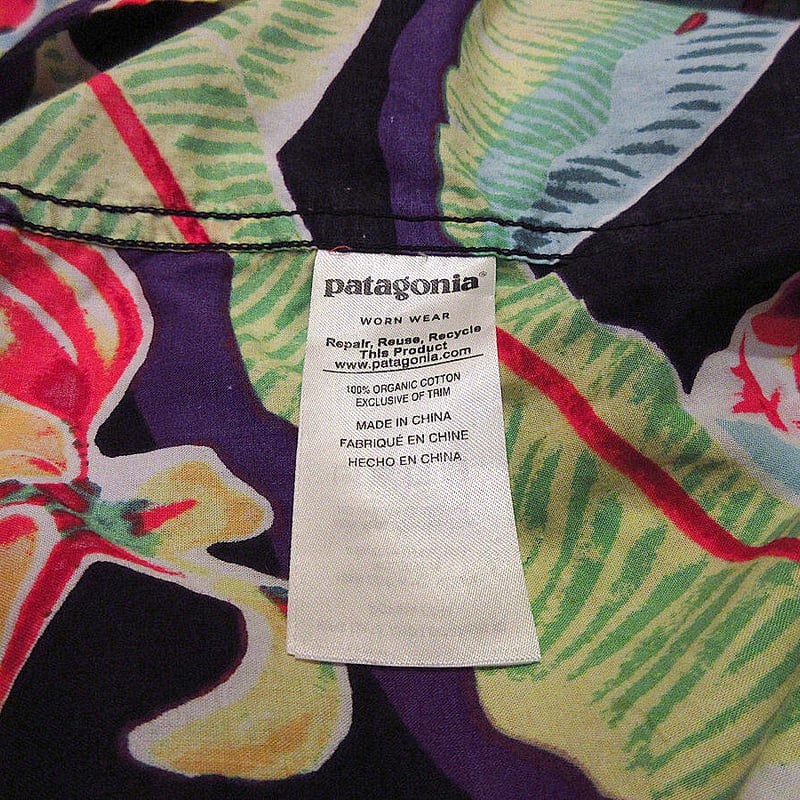 patagonia®
WORN WEAR
Repair, Reuse, Recycle
This Product
www.patagonia.com
100% ORGANIC COTTON
EXCLUSIVE OF TRIM
MADE IN CHINA
FABRIQUÉ EN CHINE
HECHO EN CHINA